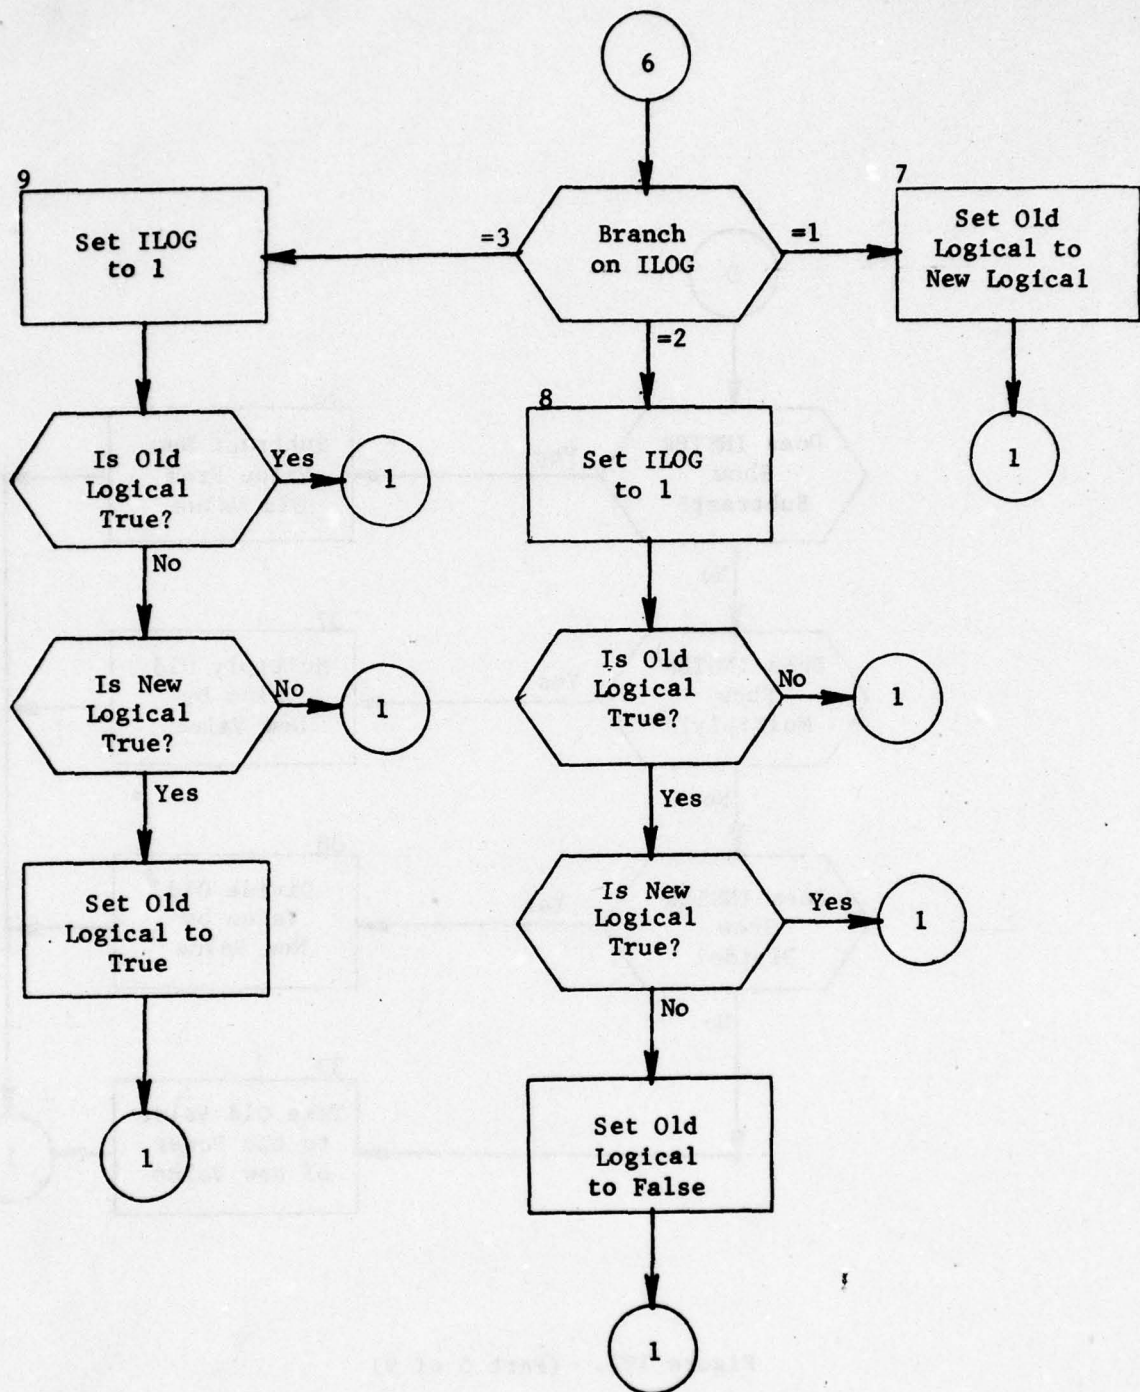 6
9
Set ILOG
to 1
=3
Branch
on ILOG
=1
7
Set Old
Logical to
New Logical
=2
1
Is Old
Logical
True?
Yes
1
No
8
Set ILOG
to 1
Is New
Logical
True?
No
1
Yes
Is Old
Logical
True?
No
1
Yes
Set Old
Logical to
True
1
Is New
Logical
True?
Yes
1
No
Set Old
Logical
to False
1